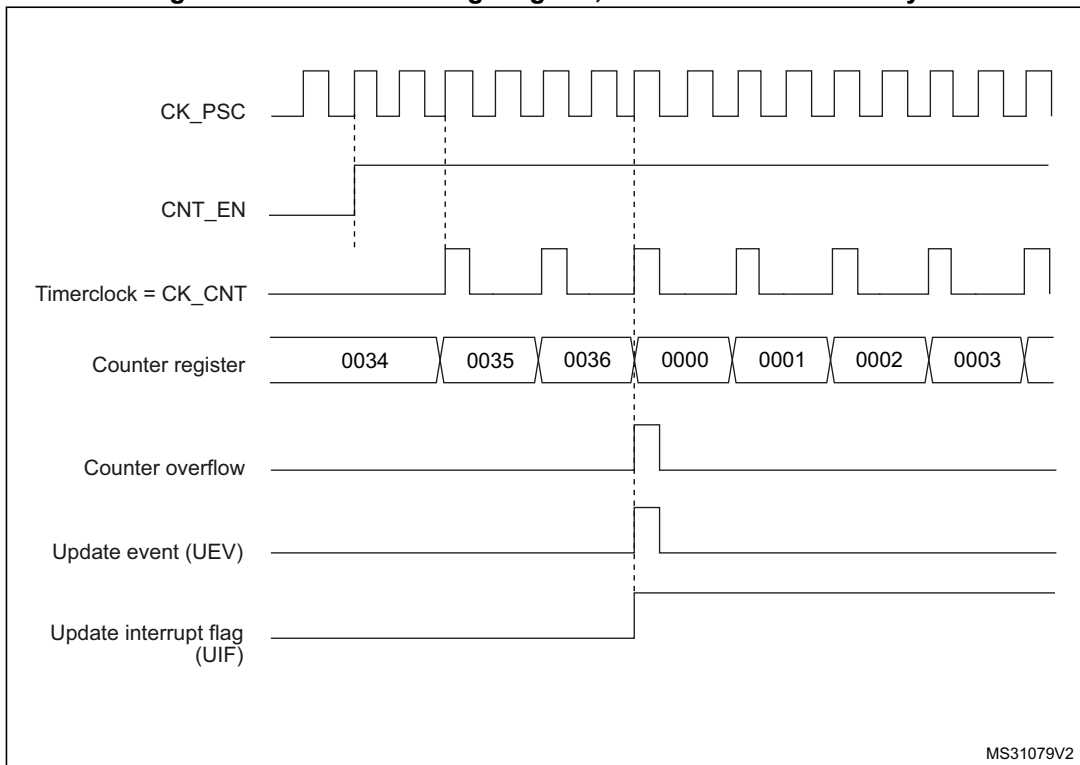 CK_PSC
CNT_EN
Timerclock = CK_CNT
Counter register
0034 0035 0036 0000 0001 0002 0003
Counter overflow
Update event (UEV)
Update interrupt flag
(UIF)
MS31079V2